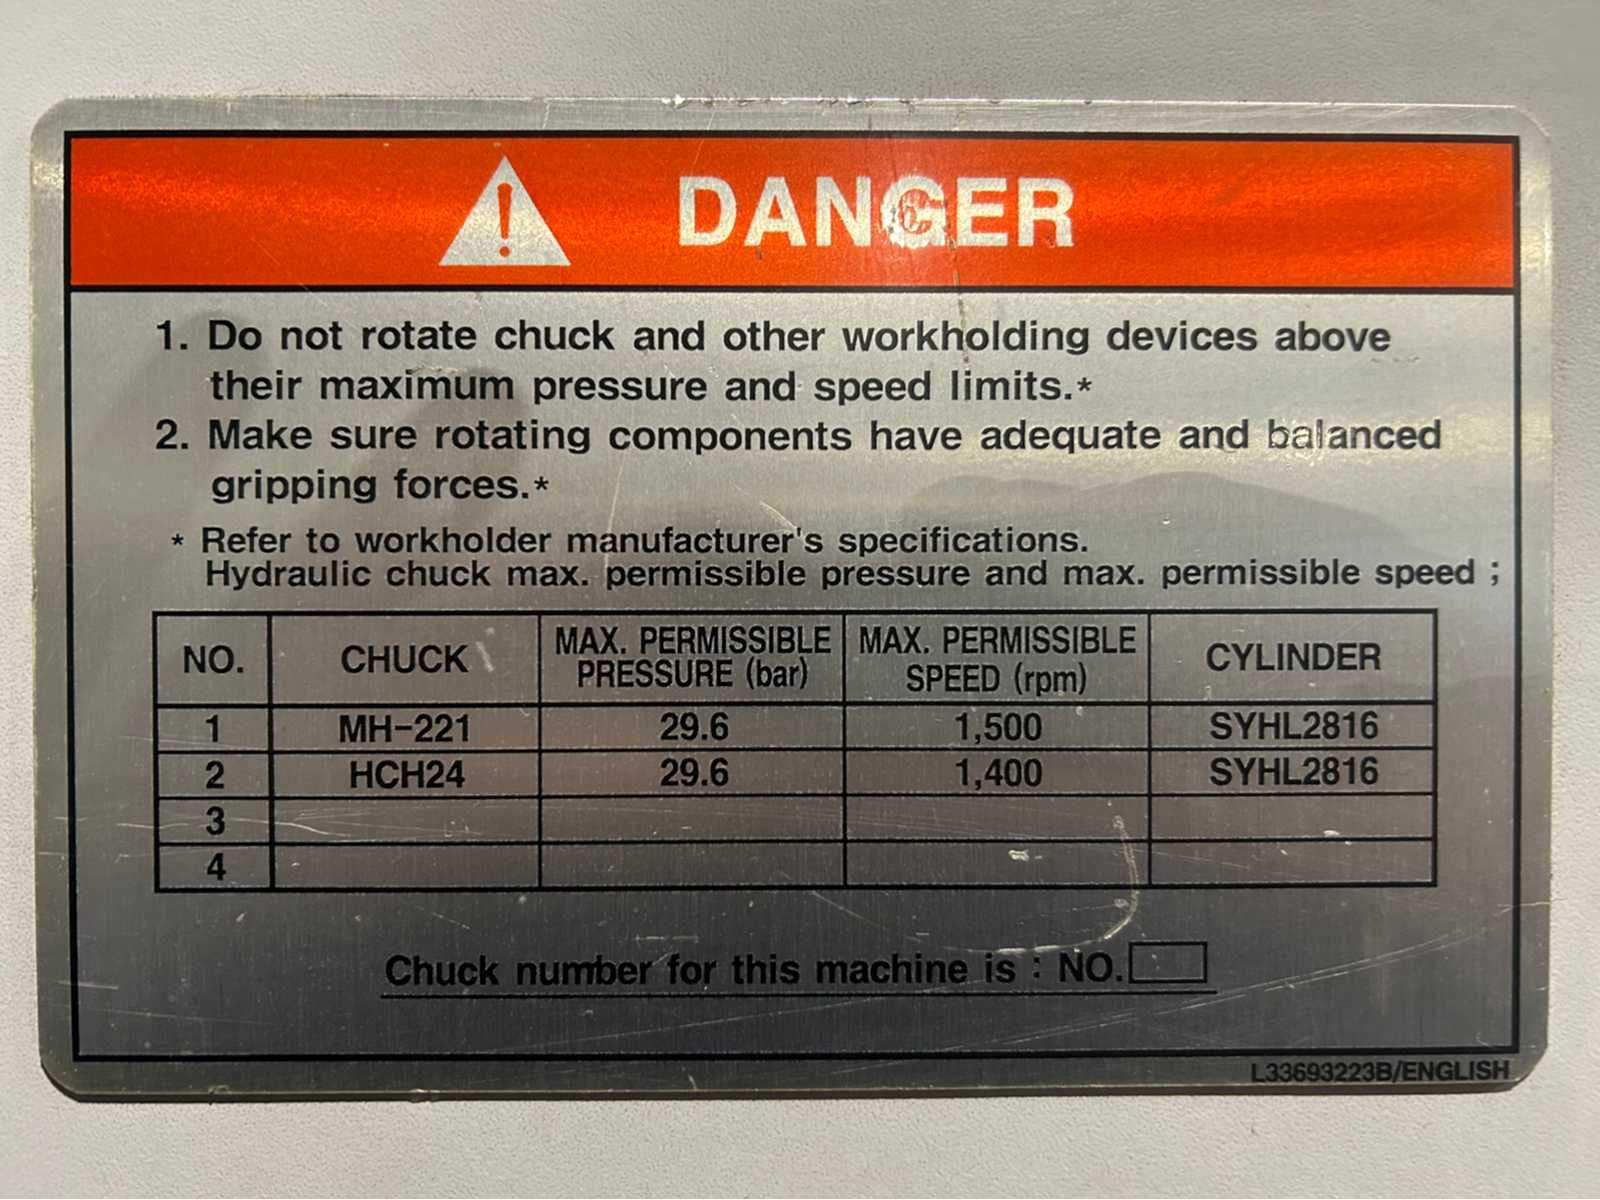 DANGER
1. Do not rotate chuck and other workholding devices above
their maximum pressure and speed limits.*
2. Make sure rotating components have adequate and balanced
gripping forces.*
* Refer to workholder manufacturer's specifications.
Hydraulic chuck max. permissible pressure and max. permissible speed ;
NO. CHUCK MAX. PERMISSIBLE PRESSURE (bar) MAX. PERMISSIBLE SPEED (rpm) CYLINDER
1 MH-221 29.6 1,500 SYHL2816
2 HCH24 29.6 1,400 SYHL2816
3
4
Chuck number for this machine is : NO.
L33693223B/ENGLISH